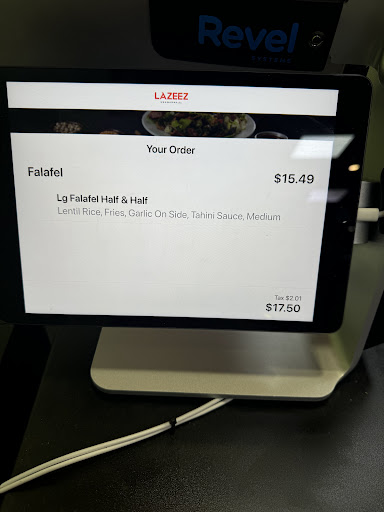 Revel
SYSTEMS
LAZEEZ
Your Order
Falafel
$15.49
Lg Falafel Half & Half
Lentil Rice, Fries, Garlic On Side, Tahini Sauce, Medium
Tax $2.01
$17.50